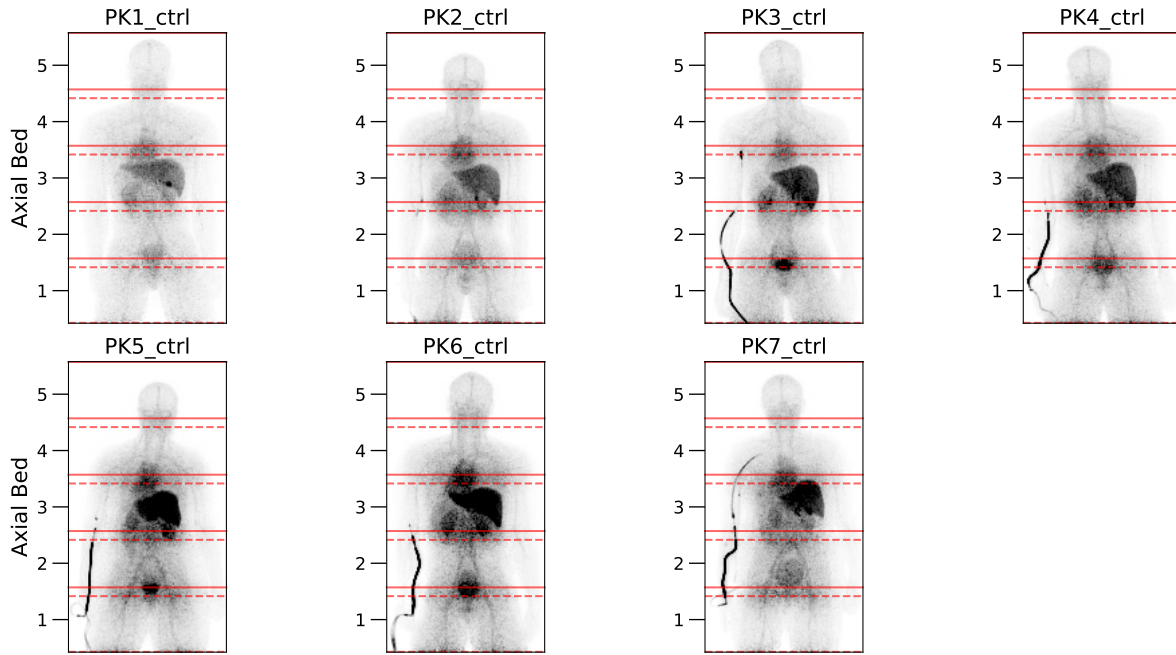 PK1_ctrl PK2_ctrl PK3_ctrl PK4_ctrl
5 5 5 5
4 4 4 4
3 3 3 3
2 2 2 2
1 1 1 1
Axial Bed
PK5_ctrl PK6_ctrl PK7_ctrl
5 5 5
4 4 4
3 3 3
2 2 2
1 1 1
Axial Bed